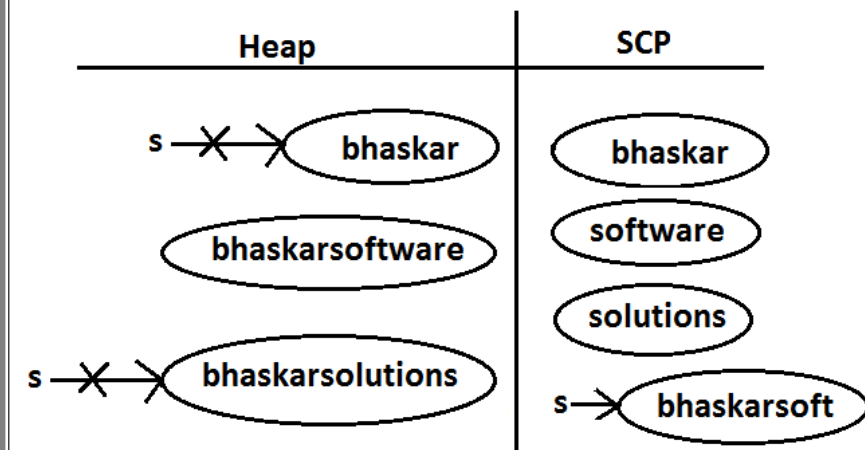 Heap SCP
s bhaskar bhaskar
bhaskarsoftware software
solutions
s bhaskarsolutions
s bhaskarsoft